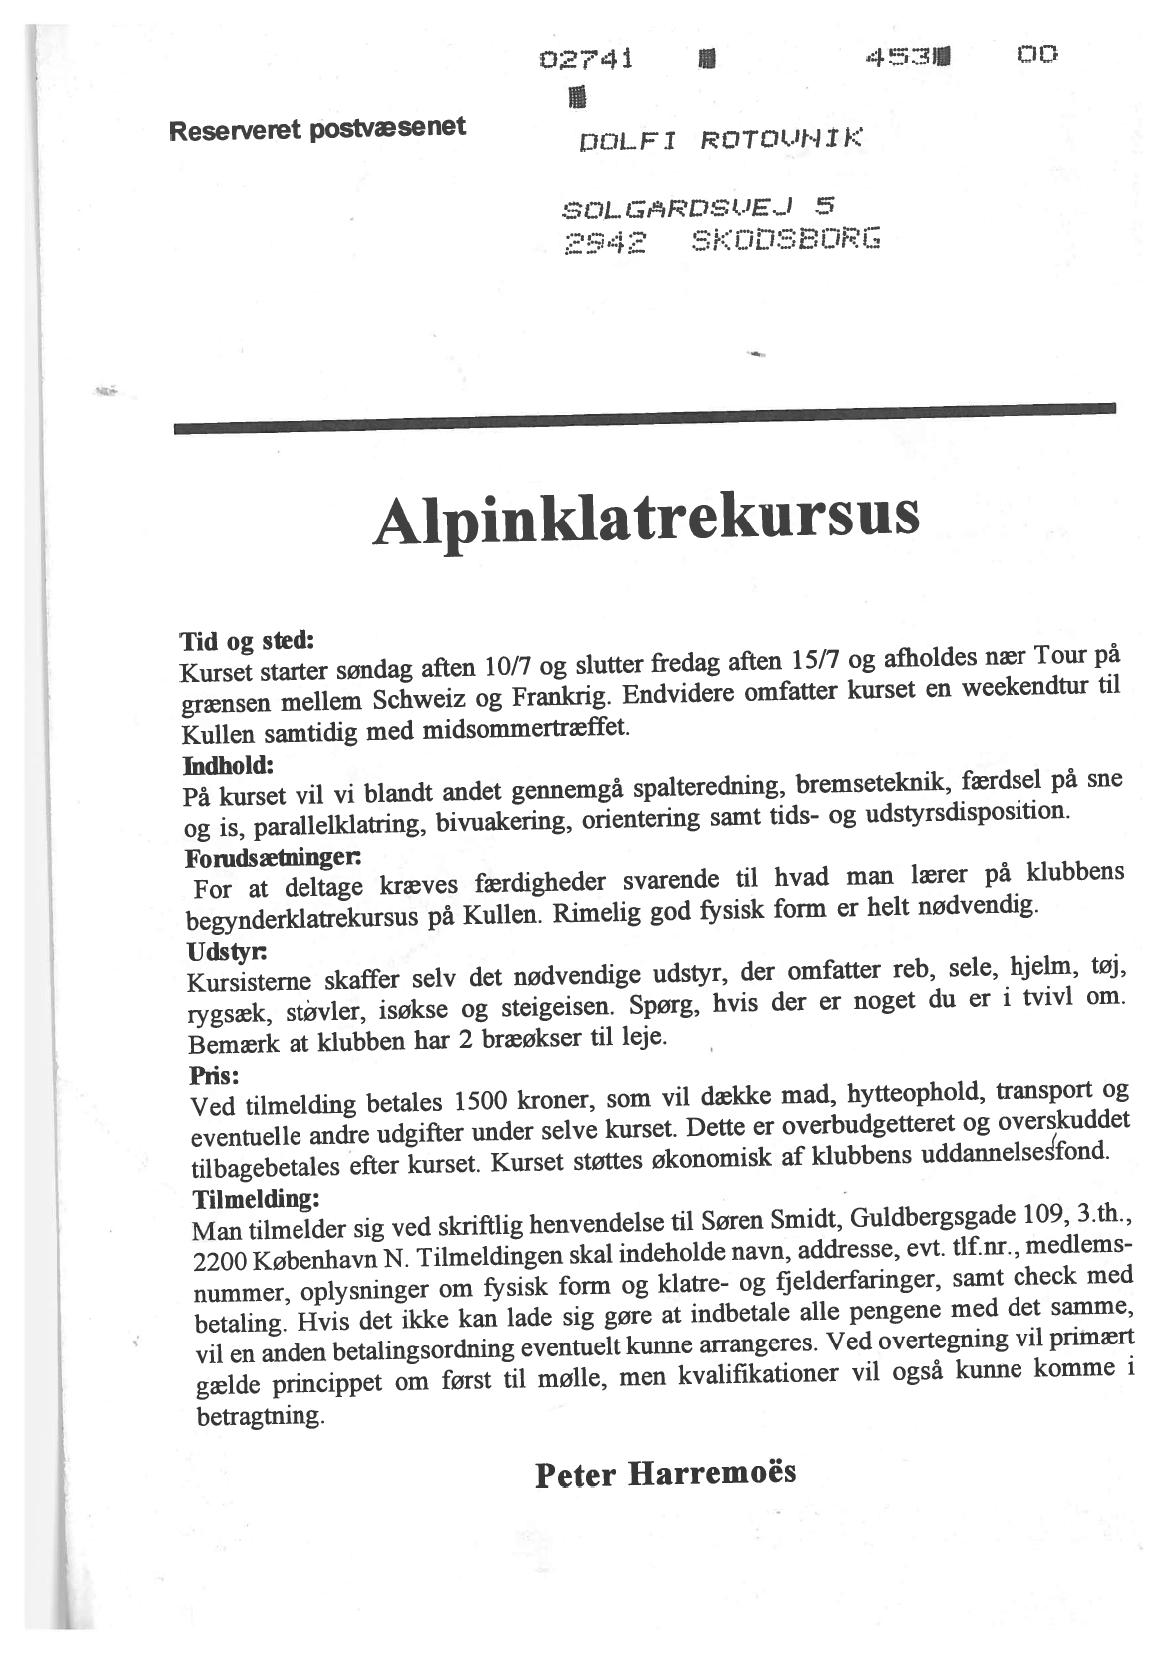 02741 453 00
Reserveret postvæsenet
DOLFI ROTOVNIK
SOLGARDSVEJ 5
2942 SKODSBORG
Alpinklatrekursus
Tid og sted:
Kurset starter søndag aften 10/7 og slutter fredag aften 15/7 og afholdes nær Tour på
grænsen mellem Schweiz og Frankrig. Endvidere omfatter kurset en weekendtur til
Kullen samtidig med midsommertræffet.
Indhold:
På kurset vil vi blandt andet gennemgå spalteredning, bremseteknik, færdsel på sne
og is, parallelklatring, bivuakering, orientering samt tids- og udstyrsdisposition.
Forudsætninger:
For at deltage kræves færdigheder svarende til hvad man lærer på klubbens
begynderklatrekursus på Kullen. Rimelig god fysisk form er helt nødvendig.
Udstyr:
Kursisterne skaffer selv det nødvendige udstyr, der omfatter reb, sele, hjelm, tøj,
rygsæk, støvler, isøkse og steigeisen. Spørg, hvis der er noget du er i tvivl om.
Bemærk at klubben har 2 bræøkser til leje.
Pris:
Ved tilmelding betales 1500 kroner, som vil dække mad, hytteophold, transport og
eventuelle andre udgifter under selve kurset. Dette er overbudgetteret og overskuddet
tilbagebetales efter kurset. Kurset støttes økonomisk af klubbens uddannelsesfond.
Tilmelding:
Man tilmelder sig ved skriftlig henvendelse til Søren Smidt, Guldbergsgade 109, 3.th.,
2200 København N. Tilmeldingen skal indeholde navn, addresse, evt. tlf.nr., medlems-
nummer, oplysninger om fysisk form og klatre- og fjelderfaringer, samt check med
betaling. Hvis det ikke kan lade sig gøre at indbetale alle pengene med det samme,
vil en anden betalingsordning eventuelt kunne arrangeres. Ved overtegning vil primært
gælde princippet om først til mølle, men kvalifikationer vil også kunne komme i
betragtning.
Peter Harremoës